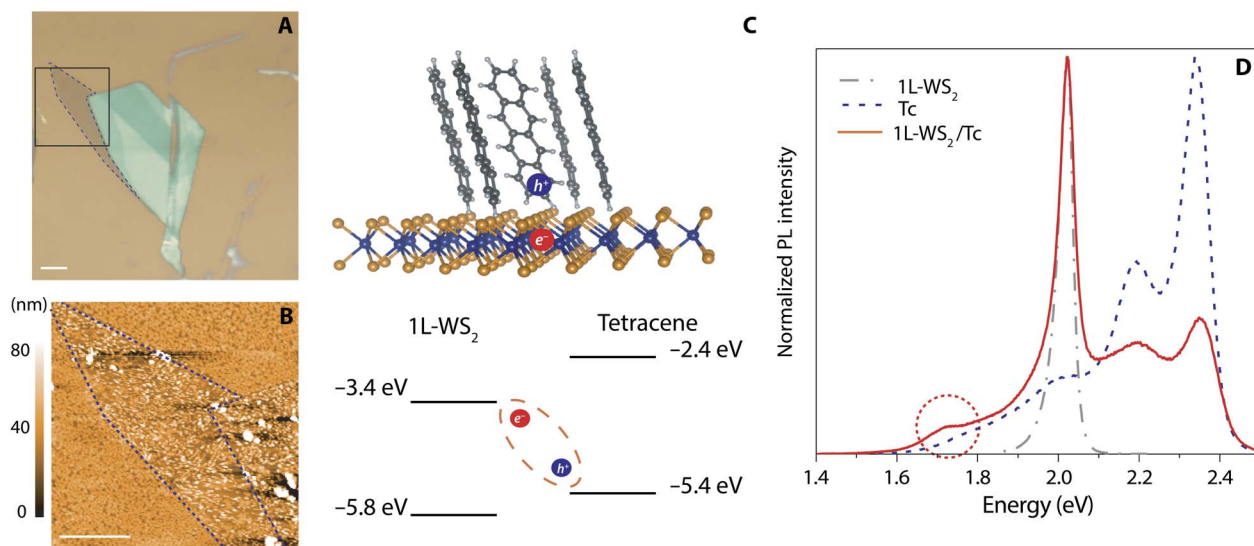 A
(nm)
80
40
0
B
C
h+
e−
1L-WS2
Tetracene
−2.4 eV
−3.4 eV
e−
h+
−5.4 eV
−5.8 eV
D
1L-WS2
Tc
1L-WS2/Tc
Normalized PL intensity
1.4 1.6 1.8 2.0 2.2 2.4
Energy (eV)